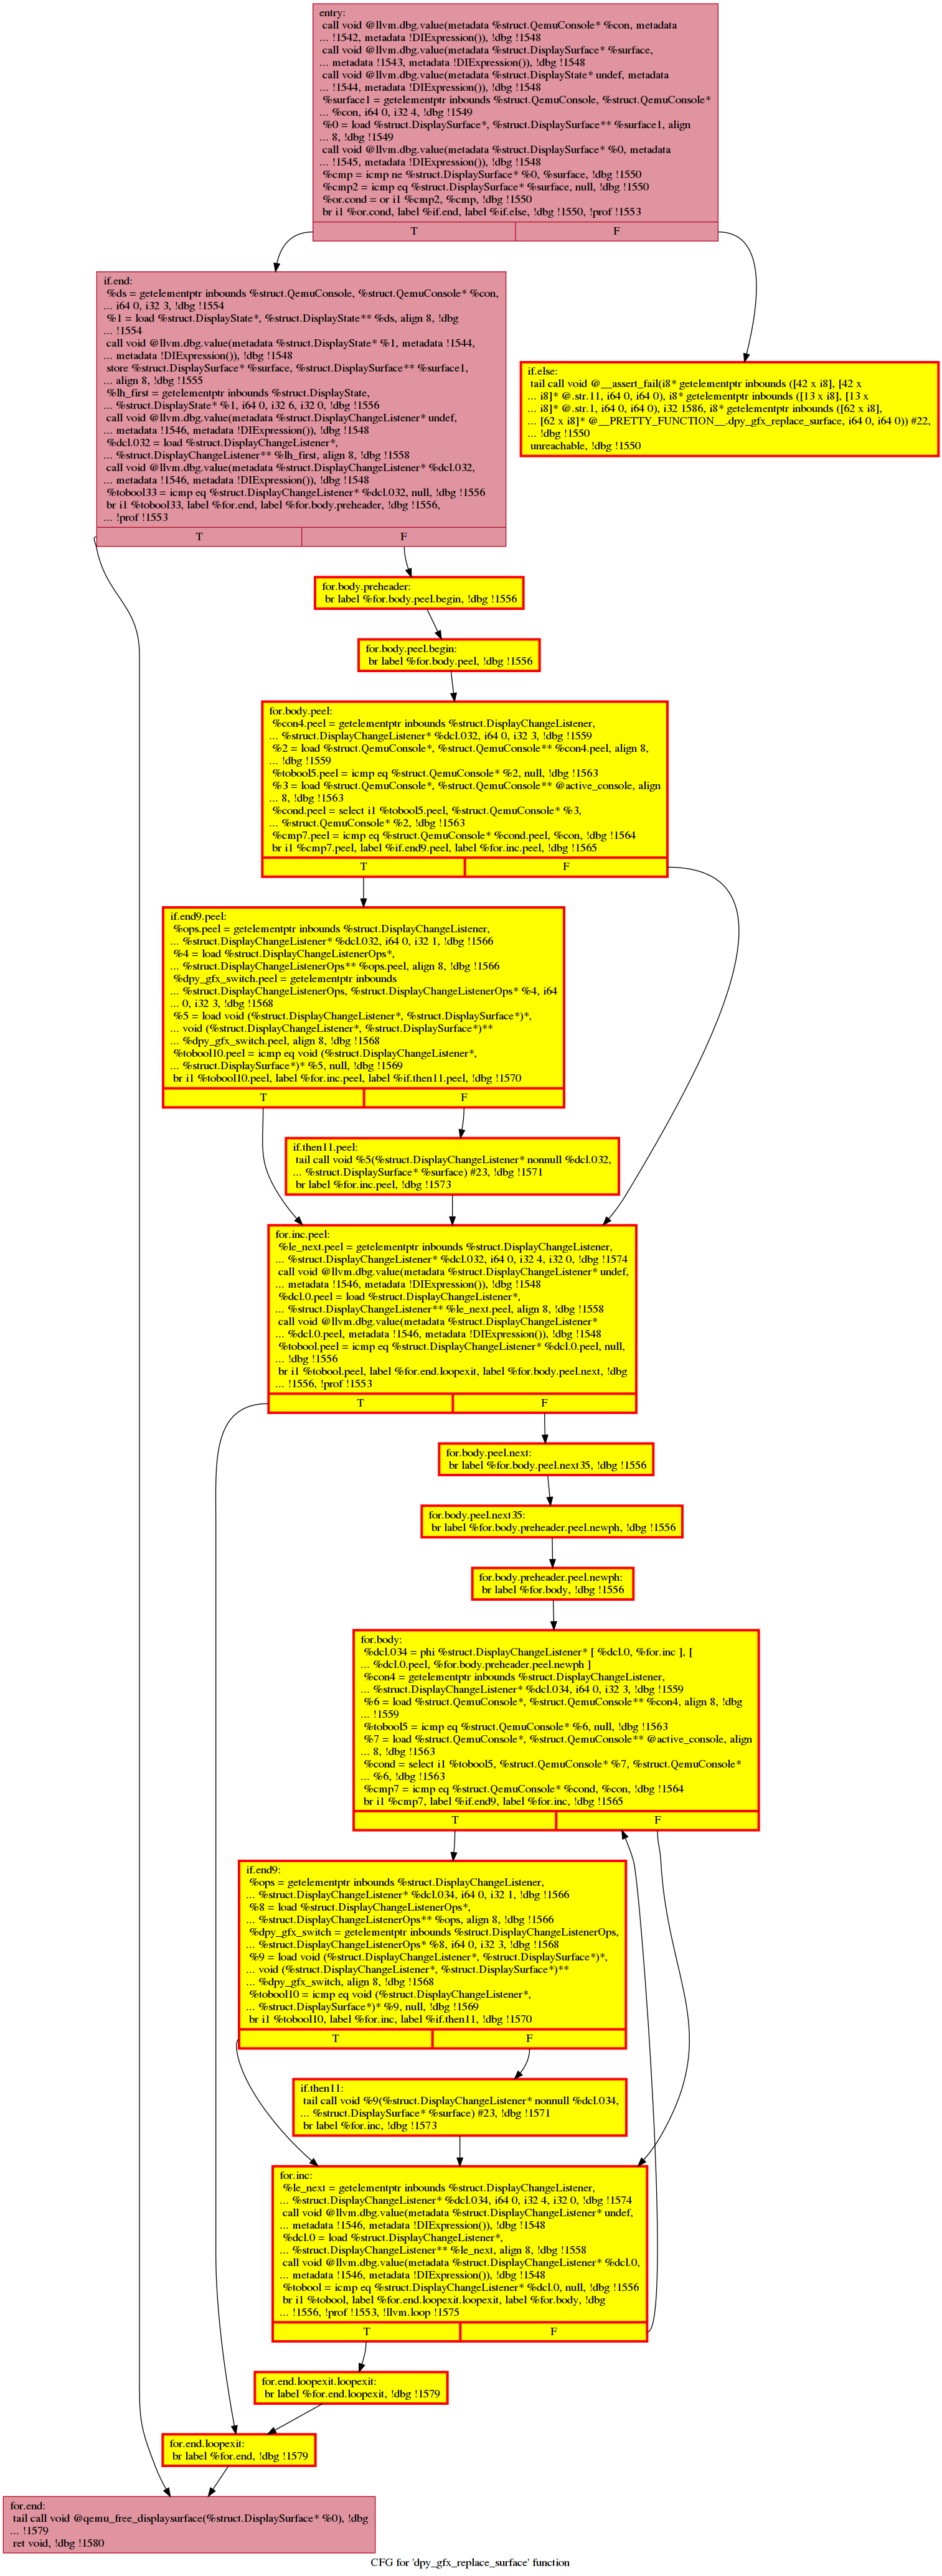 entry:
call void @llvm.dbg.value(metadata %struct.QemuConsole* %con, metadata
... !1542, metadata !DIExpression()), !dbg !1548
call void @llvm.dbg.value(metadata %struct.DisplaySurface* %surface,
... metadata !1543, metadata !DIExpression()), !dbg !1548
call void @llvm.dbg.value(metadata %struct.DisplayState* undef, metadata
... !1544, metadata !DIExpression()), !dbg !1548
%surface1 = getelementptr inbounds %struct.QemuConsole, %struct.QemuConsole*
... %con, i64 0, i32 4, !dbg !1549
%0 = load %struct.DisplaySurface*, %struct.DisplaySurface** %surface1, align
... 8, !dbg !1549
call void @llvm.dbg.value(metadata %struct.DisplaySurface* %0, metadata
... !1545, metadata !DIExpression()), !dbg !1548
%cmp = icmp ne %struct.DisplaySurface* %0, %surface, !dbg !1550
%cmp2 = icmp eq %struct.DisplaySurface* %surface, null, !dbg !1550
%or.cond = or i1 %cmp2, %cmp, !dbg !1550
br i1 %or.cond, label %if.end, label %if.else, !dbg !1550, !prof !1553
T F
if.end:
%ds = getelementptr inbounds %struct.QemuConsole, %struct.QemuConsole* %con,
... i64 0, i32 3, !dbg !1554
%1 = load %struct.DisplayState*, %struct.DisplayState** %ds, align 8, !dbg
... !1554
call void @llvm.dbg.value(metadata %struct.DisplayState* %1, metadata !1544,
... metadata !DIExpression()), !dbg !1548
store %struct.DisplaySurface* %surface, %struct.DisplaySurface** %surface1,
... align 8, !dbg !1555
%lh_first = getelementptr inbounds %struct.DisplayState,
... %struct.DisplayState* %1, i64 0, i32 6, i32 0, !dbg !1556
call void @llvm.dbg.value(metadata %struct.DisplayChangeListener* undef,
... metadata !1546, metadata !DIExpression()), !dbg !1548
%dcl.032 = load %struct.DisplayChangeListener*,
... %struct.DisplayChangeListener** %lh_first, align 8, !dbg !1558
call void @llvm.dbg.value(metadata %struct.DisplayChangeListener* %dcl.032,
... metadata !1546, metadata !DIExpression()), !dbg !1548
%tobool33 = icmp eq %struct.DisplayChangeListener* %dcl.032, null, !dbg !1556
br i1 %tobool33, label %for.end, label %for.body.preheader, !dbg !1556,
... !prof !1553
T F
if.else:
tail call void @__assert_fail(i8* getelementptr inbounds ([42 x i8], [42 x
... i8]* @.str.11, i64 0, i64 0), i8* getelementptr inbounds ([13 x i8], [13 x
... i8]* @.str.1, i64 0, i64 0), i32 1586, i8* getelementptr inbounds ([62 x i8],
... [62 x i8]* @__PRETTY_FUNCTION__.dpy_gfx_replace_surface, i64 0, i64 0)) #22,
... !dbg !1550
unreachable, !dbg !1550
for.body.preheader:
br label %for.body.peel.begin, !dbg !1556
for.body.peel.begin:
br label %for.body.peel, !dbg !1556
for.body.peel:
%con4.peel = getelementptr inbounds %struct.DisplayChangeListener,
... %struct.DisplayChangeListener* %dcl.032, i64 0, i32 3, !dbg !1559
%2 = load %struct.QemuConsole*, %struct.QemuConsole** %con4.peel, align 8,
... !dbg !1559
%tobool5.peel = icmp eq %struct.QemuConsole* %2, null, !dbg !1563
%3 = load %struct.QemuConsole*, %struct.QemuConsole** @active_console, align
... 8, !dbg !1563
%cond.peel = select i1 %tobool5.peel, %struct.QemuConsole* %3,
... %struct.QemuConsole* %2, !dbg !1563
%cmp7.peel = icmp eq %struct.QemuConsole* %cond.peel, %con, !dbg !1564
br i1 %cmp7.peel, label %if.end9.peel, label %for.inc.peel, !dbg !1565
T F
if.end9.peel:
%ops.peel = getelementptr inbounds %struct.DisplayChangeListener,
... %struct.DisplayChangeListener* %dcl.032, i64 0, i32 1, !dbg !1566
%4 = load %struct.DisplayChangeListenerOps*,
... %struct.DisplayChangeListenerOps** %ops.peel, align 8, !dbg !1566
%dpy_gfx_switch.peel = getelementptr inbounds
... %struct.DisplayChangeListenerOps, %struct.DisplayChangeListenerOps* %4, i64
... 0, i32 3, !dbg !1568
%5 = load void (%struct.DisplayChangeListener*, %struct.DisplaySurface*)*,
... void (%struct.DisplayChangeListener*, %struct.DisplaySurface*)**
... %dpy_gfx_switch.peel, align 8, !dbg !1568
%tobool10.peel = icmp eq void (%struct.DisplayChangeListener*,
... %struct.DisplaySurface*)* %5, null, !dbg !1569
br i1 %tobool10.peel, label %for.inc.peel, label %if.then11.peel, !dbg !1570
T F
if.then11.peel:
tail call void %5(%struct.DisplayChangeListener* nonnull %dcl.032,
... %struct.DisplaySurface* %surface) #23, !dbg !1571
br label %for.inc.peel, !dbg !1573
for.inc.peel:
%le_next.peel = getelementptr inbounds %struct.DisplayChangeListener,
... %struct.DisplayChangeListener* %dcl.032, i64 0, i32 4, i32 0, !dbg !1574
call void @llvm.dbg.value(metadata %struct.DisplayChangeListener* undef,
... metadata !1546, metadata !DIExpression()), !dbg !1548
%dcl.0.peel = load %struct.DisplayChangeListener*,
... %struct.DisplayChangeListener** %le_next.peel, align 8, !dbg !1558
call void @llvm.dbg.value(metadata %struct.DisplayChangeListener*
... %dcl.0.peel, metadata !1546, metadata !DIExpression()), !dbg !1548
%tobool.peel = icmp eq %struct.DisplayChangeListener* %dcl.0.peel, null,
... !dbg !1556
br i1 %tobool.peel, label %for.end.loopexit, label %for.body.peel.next, !dbg
... !1556, !prof !1553
T F
for.body.peel.next:
br label %for.body.peel.next35, !dbg !1556
for.body.peel.next35:
br label %for.body.preheader.peel.newph, !dbg !1556
for.body.preheader.peel.newph:
br label %for.body, !dbg !1556
for.body:
%dcl.034 = phi %struct.DisplayChangeListener* [ %dcl.0, %for.inc ], [
... %dcl.0.peel, %for.body.preheader.peel.newph ]
%con4 = getelementptr inbounds %struct.DisplayChangeListener,
... %struct.DisplayChangeListener* %dcl.034, i64 0, i32 3, !dbg !1559
%6 = load %struct.QemuConsole*, %struct.QemuConsole** %con4, align 8, !dbg
... !1559
%tobool5 = icmp eq %struct.QemuConsole* %6, null, !dbg !1563
%7 = load %struct.QemuConsole*, %struct.QemuConsole** @active_console, align
... 8, !dbg !1563
%cond = select i1 %tobool5, %struct.QemuConsole* %7, %struct.QemuConsole*
... %6, !dbg !1563
%cmp7 = icmp eq %struct.QemuConsole* %cond, %con, !dbg !1564
br i1 %cmp7, label %if.end9, label %for.inc, !dbg !1565
T F
if.end9:
%ops = getelementptr inbounds %struct.DisplayChangeListener,
... %struct.DisplayChangeListener* %dcl.034, i64 0, i32 1, !dbg !1566
%8 = load %struct.DisplayChangeListenerOps*,
... %struct.DisplayChangeListenerOps** %ops, align 8, !dbg !1566
%dpy_gfx_switch = getelementptr inbounds %struct.DisplayChangeListenerOps,
... %struct.DisplayChangeListenerOps* %8, i64 0, i32 3, !dbg !1568
%9 = load void (%struct.DisplayChangeListener*, %struct.DisplaySurface*)*,
... void (%struct.DisplayChangeListener*, %struct.DisplaySurface*)**
... %dpy_gfx_switch, align 8, !dbg !1568
%tobool10 = icmp eq void (%struct.DisplayChangeListener*,
... %struct.DisplaySurface*)* %9, null, !dbg !1569
br i1 %tobool10, label %for.inc, label %if.then11, !dbg !1570
T F
if.then11:
tail call void %9(%struct.DisplayChangeListener* nonnull %dcl.034,
... %struct.DisplaySurface* %surface) #23, !dbg !1571
br label %for.inc, !dbg !1573
for.inc:
%le_next = getelementptr inbounds %struct.DisplayChangeListener,
... %struct.DisplayChangeListener* %dcl.034, i64 0, i32 4, i32 0, !dbg !1574
call void @llvm.dbg.value(metadata %struct.DisplayChangeListener* undef,
... metadata !1546, metadata !DIExpression()), !dbg !1548
%dcl.0 = load %struct.DisplayChangeListener*,
... %struct.DisplayChangeListener** %le_next, align 8, !dbg !1558
call void @llvm.dbg.value(metadata %struct.DisplayChangeListener* %dcl.0,
... metadata !1546, metadata !DIExpression()), !dbg !1548
%tobool = icmp eq %struct.DisplayChangeListener* %dcl.0, null, !dbg !1556
br i1 %tobool, label %for.end.loopexit.loopexit, label %for.body, !dbg
... !1556, !prof !1553, !llvm.loop !1575
T F
for.end.loopexit.loopexit:
br label %for.end.loopexit, !dbg !1579
for.end.loopexit:
br label %for.end, !dbg !1579
for.end:
tail call void @qemu_free_displaysurface(%struct.DisplaySurface* %0), !dbg
... !1579
ret void, !dbg !1580
CFG for 'dpy_gfx_replace_surface' function